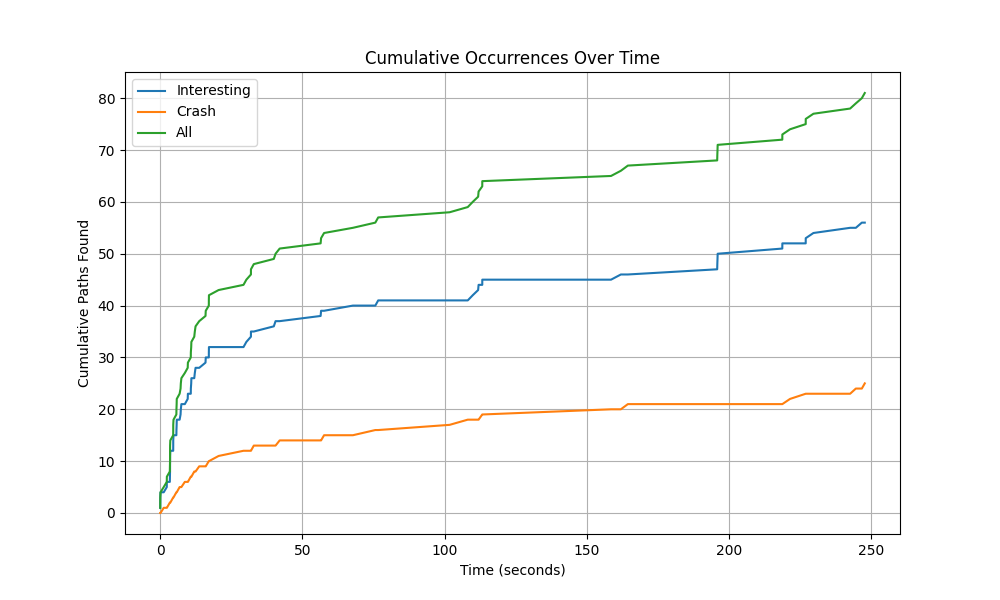 Cumulative Occurrences Over Time
Interesting
Crash
All
Cumulative Paths Found
80
70
60
50
40
30
20
10
0
0 50 100 150 200 250
Time (seconds)